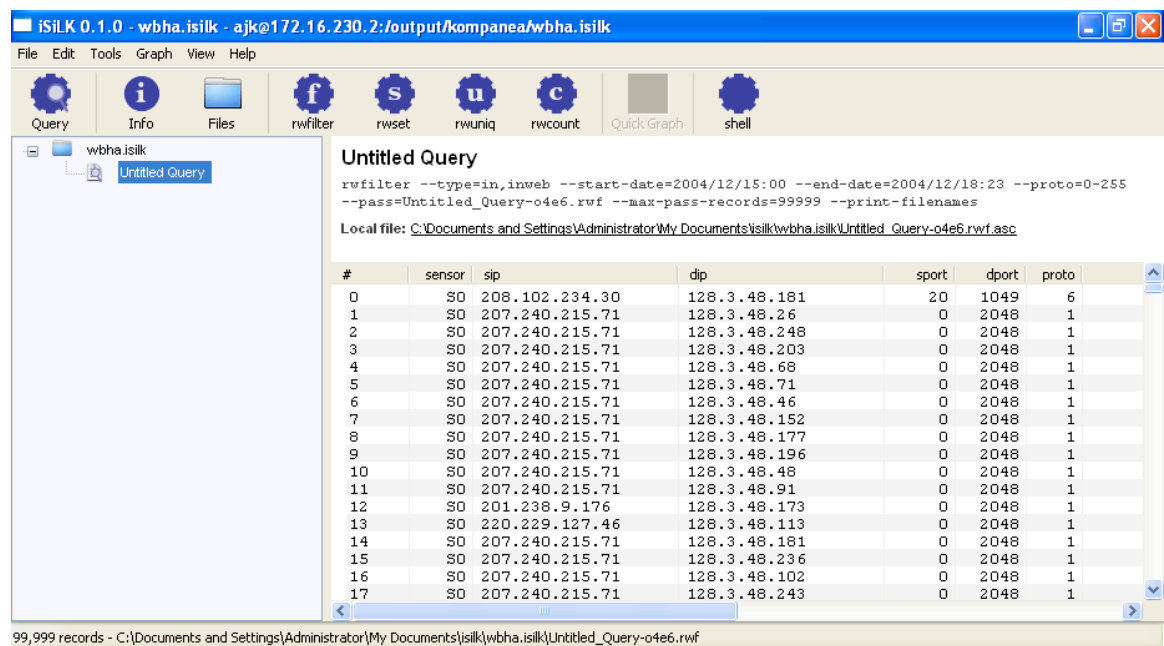 iSiLK 0.1.0 - wbha.isilk - ajk@172.16.230.2:/output/kompanea/wbha.isilk
File Edit Tools Graph View Help
Query Info Files rwfilter rwset rwuniq rwcount Quick Graph shell
wbha.isilk
Untitled Query
Untitled Query
rwfilter --type=in,inweb --start-date=2004/12/15:00 --end-date=2004/12/18:23 --proto=0-255
--pass=Untitled_Query-o4e6.rwf --max-pass-records=99999 --print-filenames
Local file: C:\Documents and Settings\Administrator\My Documents\isilk\wbha.isilk\Untitled_Query-o4e6.rwf.asc
# sensor sip dip sport dport proto
0 S0 208.102.234.30 128.3.48.181 20 1049 6
1 S0 207.240.215.71 128.3.48.26 0 2048 1
2 S0 207.240.215.71 128.3.48.248 0 2048 1
3 S0 207.240.215.71 128.3.48.203 0 2048 1
4 S0 207.240.215.71 128.3.48.68 0 2048 1
5 S0 207.240.215.71 128.3.48.71 0 2048 1
6 S0 207.240.215.71 128.3.48.46 0 2048 1
7 S0 207.240.215.71 128.3.48.152 0 2048 1
8 S0 207.240.215.71 128.3.48.177 0 2048 1
9 S0 207.240.215.71 128.3.48.196 0 2048 1
10 S0 207.240.215.71 128.3.48.48 0 2048 1
11 S0 207.240.215.71 128.3.48.91 0 2048 1
12 S0 201.238.9.176 128.3.48.173 0 2048 1
13 S0 220.229.127.46 128.3.48.113 0 2048 1
14 S0 207.240.215.71 128.3.48.181 0 2048 1
15 S0 207.240.215.71 128.3.48.236 0 2048 1
16 S0 207.240.215.71 128.3.48.102 0 2048 1
17 S0 207.240.215.71 128.3.48.243 0 2048 1
99,999 records - C:\Documents and Settings\Administrator\My Documents\isilk\wbha.isilk\Untitled_Query-o4e6.rwf